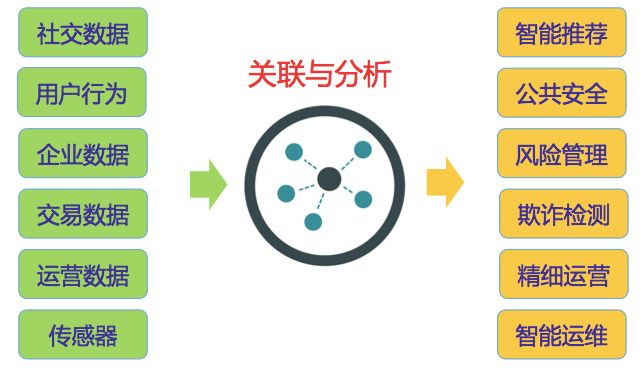 社交数据
用户行为
企业数据
交易数据
运营数据
传感器
关联与分析
智能推荐
公共安全
风险管理
欺诈检测
精细运营
智能运维